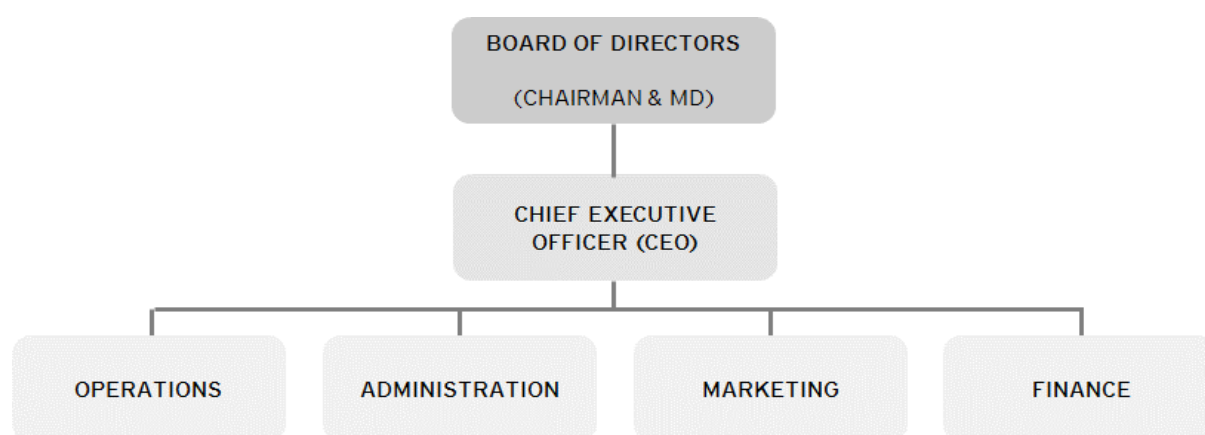 BOARD OF DIRECTORS
(CHAIRMAN & MD)
CHIEF EXECUTIVE
OFFICER (CEO)
OPERATIONS
ADMINISTRATION
MARKETING
FINANCE